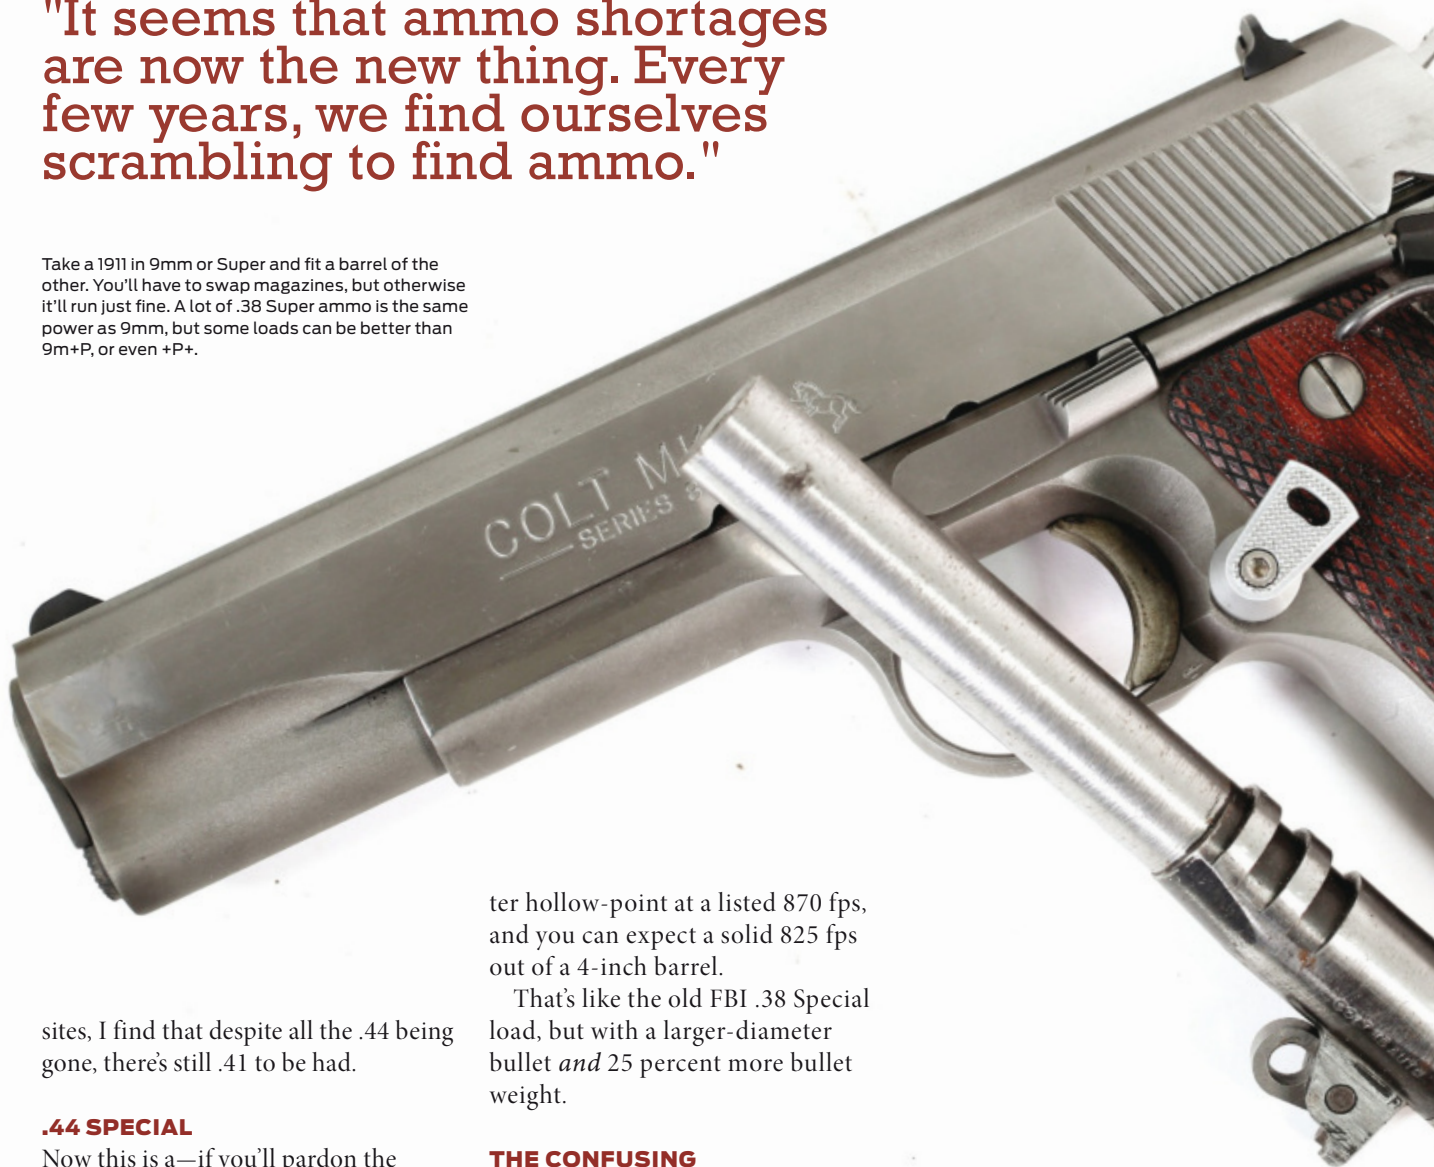 "It seems that ammo shortages
are now the new thing. Every
few years, we find ourselves
scrambling to find ammo."
Take a 1911 in 9mm or Super and fit a barrel of the
other. You'll have to swap magazines, but otherwise
it'll run just fine. A lot of .38 Super ammo is the same
power as 9mm, but some loads can be better than
9m+P, or even +P+.
COLT MK
SERIES 8
sites, I find that despite all the .44 being
gone, there's still .41 to be had.
.44 SPECIAL
Now this is a—if you'll pardon the
ter hollow-point at a listed 870 fps,
and you can expect a solid 825 fps
out of a 4-inch barrel.
That's like the old FBI .38 Special
load, but with a larger-diameter
bullet and 25 percent more bullet
weight.
THE CONFUSING